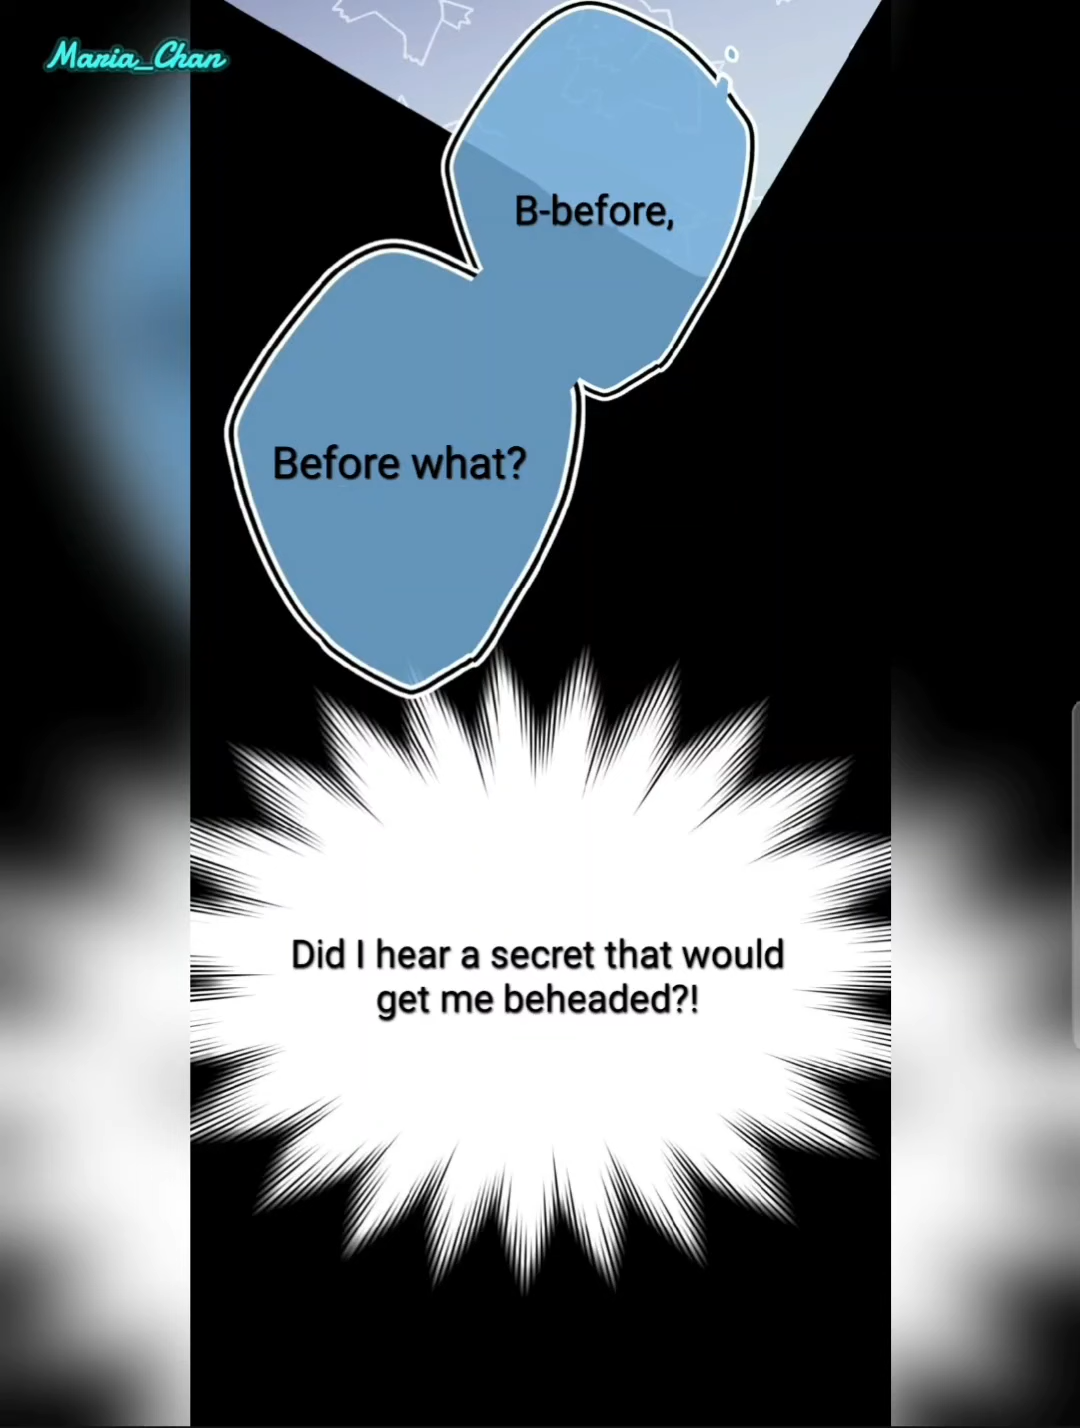 Maria_Chan
B-before,
Before what?
Did I hear a secret that would
get me beheaded?!